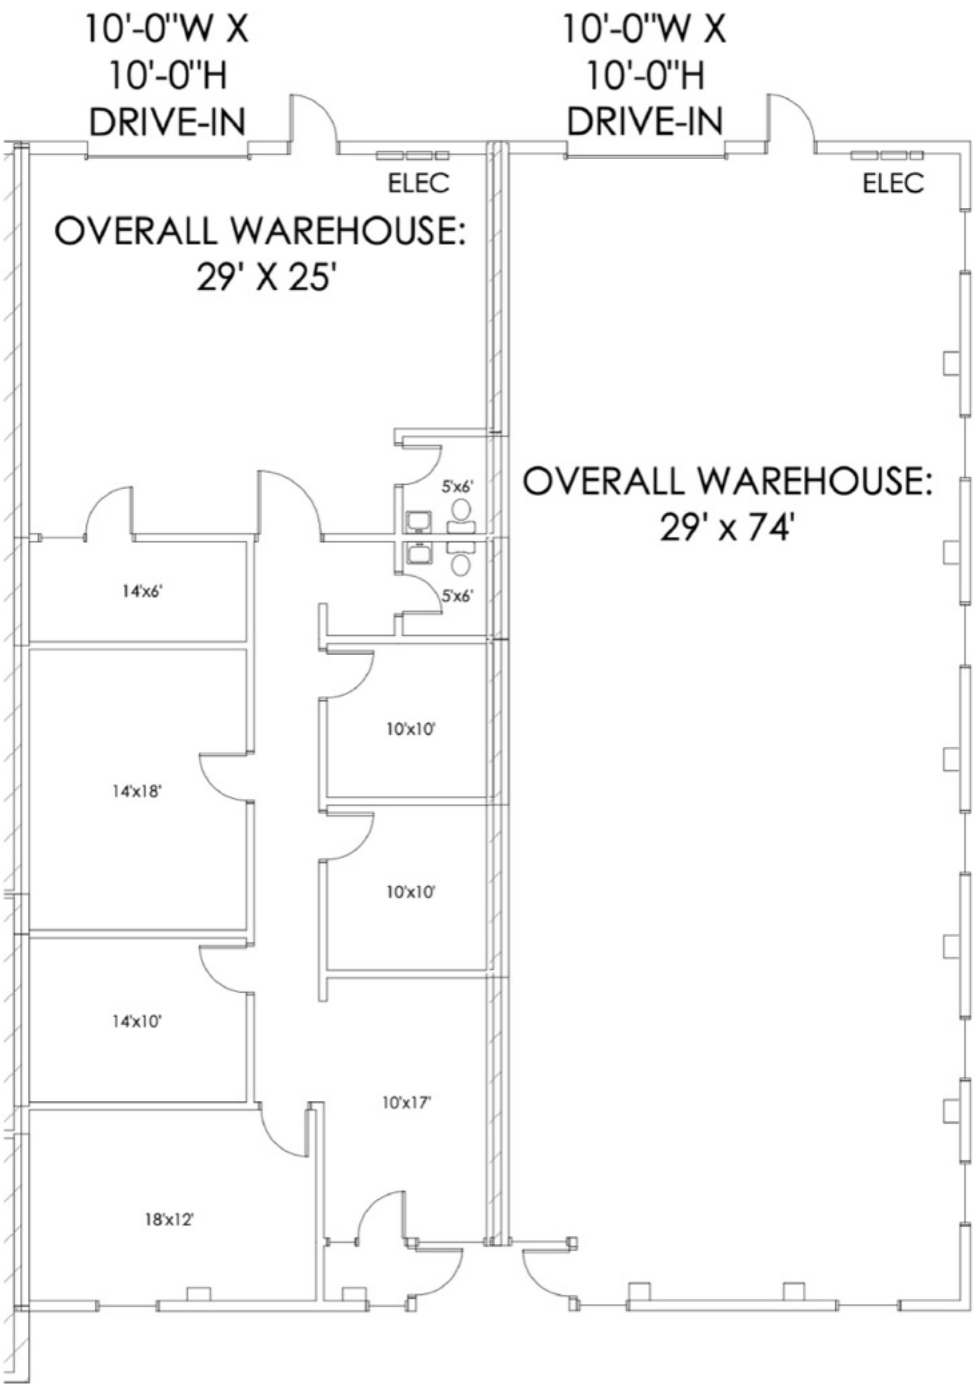 10'-0"W X
10'-0"H
DRIVE-IN
10'-0"W X
10'-0"H
DRIVE-IN
ELEC
ELEC
OVERALL WAREHOUSE:
29' X 25'
5'x6'
OVERALL WAREHOUSE:
29' x 74'
14'x6'
5'x6'
10'x10'
14'x18'
10'x10'
14'x10'
10'x17'
18'x12'